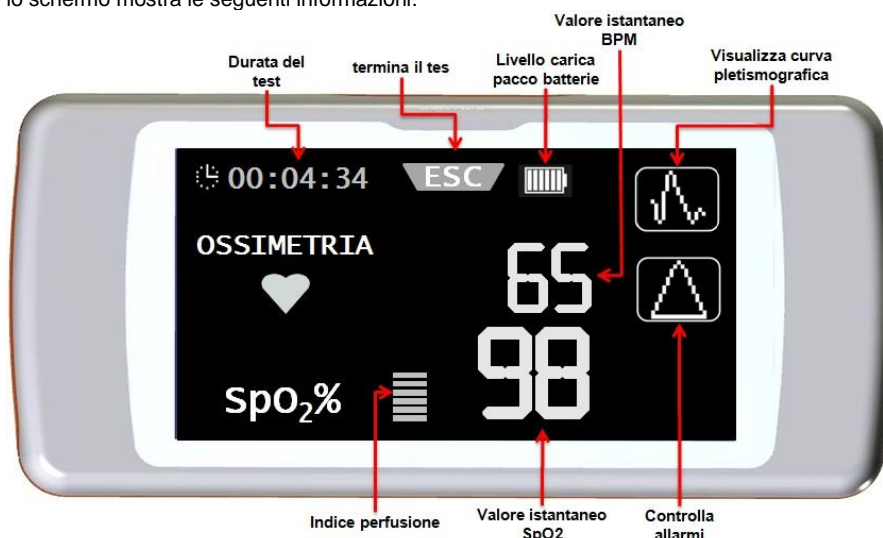 lo schermo mostra le seguenti informazioni:
Valore istantaneo
BPM
Durata del
test
termina il tes
Livello carica
pacco batterie
Visualizza curva
pletismografica
00:04:34
ESC
OSSIMETRIA
65
98
SpO₂%
Indice perfusione
Valore istantaneo
SpO2
Controlla
allarmi